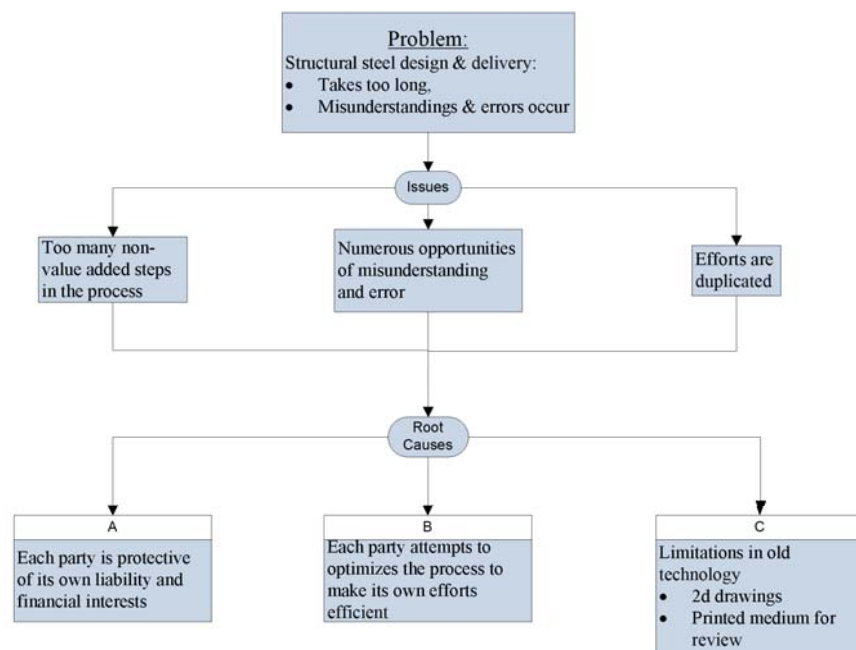 Problem:
Structural steel design & delivery:
• Takes too long,
• Misunderstandings & errors occur
Issues
Too many non-
value added steps
in the process
Numerous opportunities
of misunderstanding
and error
Efforts are
duplicated
Root
Causes
A
Each party is protective
of its own liability and
financial interests
B
Each party attempts to
optimizes the process to
make its own efforts
efficient
C
Limitations in old
technology
• 2d drawings
• Printed medium for
review